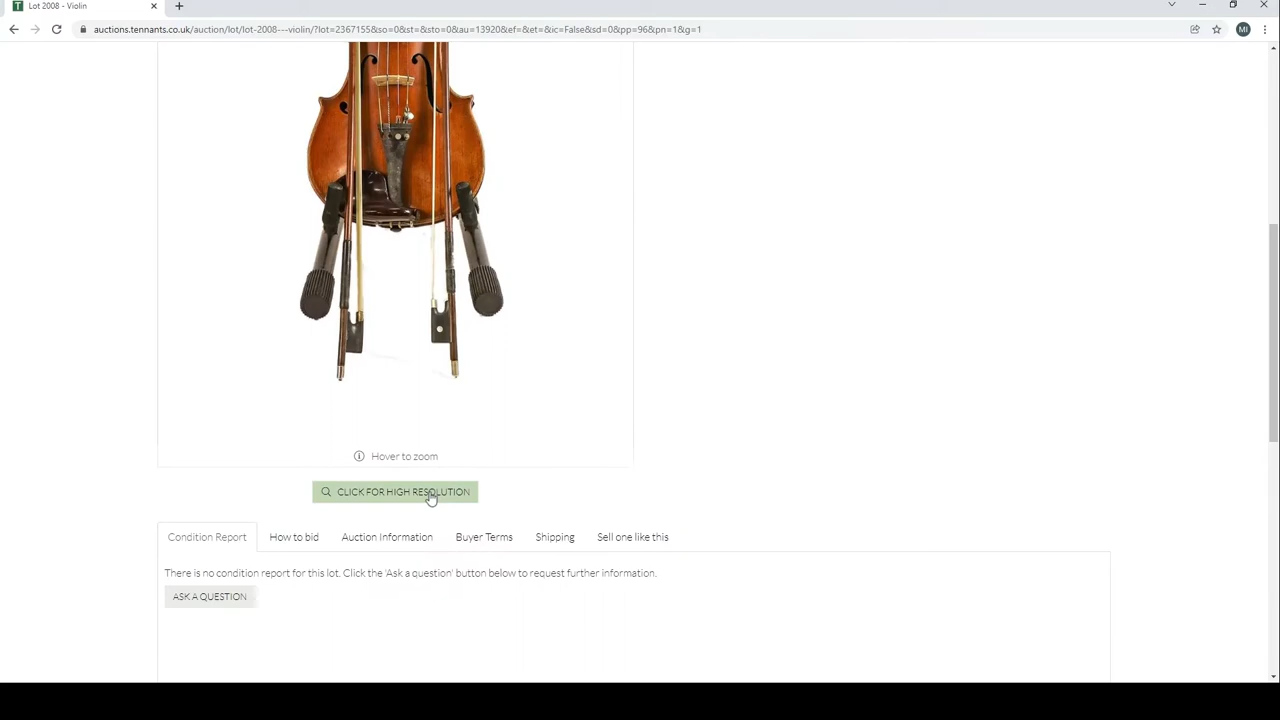 Lot 2008 - Violin
auctions.tennants.co.uk/auction/lot/lot-2008---violin/?lot=2367155&so=0&st=&sto=0&au=13920&ef=&et=&ic=False&sd=0&pp=96&pn=1&g=1
MI
Hover to zoom
CLICK FOR HIGH RESOLUTION
Condition Report How to bid Auction Information Buyer Terms Shipping Sell one like this
There is no condition report for this lot. Click the 'Ask a question' button below to request further information.
ASK A QUESTION